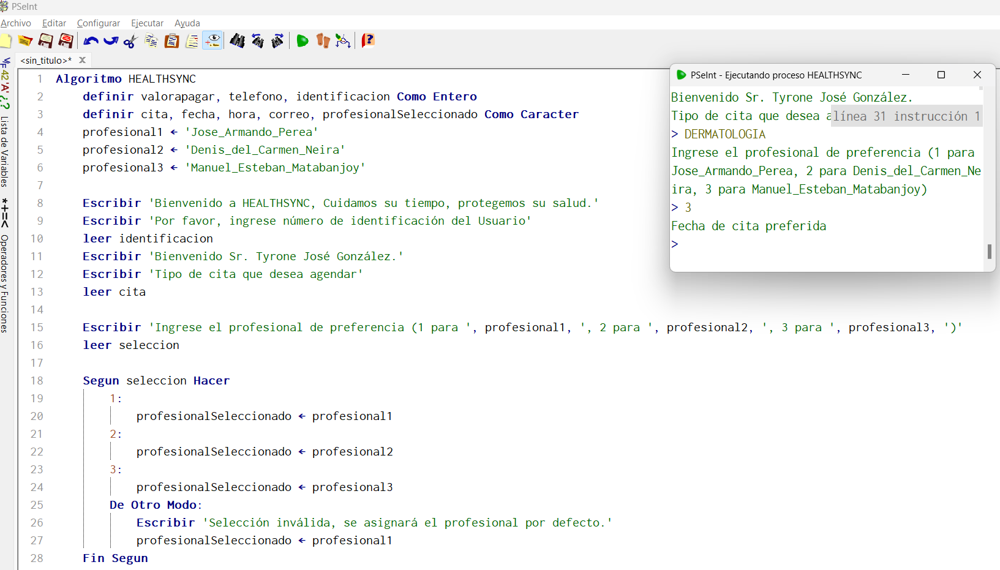 PSeInt
Archivo Editar Configurar Ejecutar Ayuda
<sin_titulo>*
42 'A' ¿? Lista de Variables
*+=< Operadores y Funciones
1 Algoritmo HEALTHSYNC
2 definir valorapagar, telefono, identificacion Como Entero
3 definir cita, fecha, hora, correo, profesionalSeleccionado Como Caracter
4 profesional1 ← 'Jose_Armando_Perea'
5 profesional2 ← 'Denis_del_Carmen_Neira'
6 profesional3 ← 'Manuel_Esteban_Matabanjoy'
7
8 Escribir 'Bienvenido a HEALTHSYNC, Cuidamos su tiempo, protegemos su salud.'
9 Escribir 'Por favor, ingrese número de identificación del Usuario'
10 leer identificacion
11 Escribir 'Bienvenido Sr. Tyrone José González.'
12 Escribir 'Tipo de cita que desea agendar'
13 leer cita
14
15 Escribir 'Ingrese el profesional de preferencia (1 para ', profesional1, ', 2 para ', profesional2, ', 3 para ', profesional3, ')'
16 leer seleccion
17
18 Segun seleccion Hacer
19 1:
20 profesionalSeleccionado ← profesional1
21 2:
22 profesionalSeleccionado ← profesional2
23 3:
24 profesionalSeleccionado ← profesional3
25 De Otro Modo:
26 Escribir 'Selección inválida, se asignará el profesional por defecto.'
27 profesionalSeleccionado ← profesional1
28 Fin Segun
PSeInt - Ejecutando proceso HEALTHSYNC
Bienvenido Sr. Tyrone José González.
Tipo de cita que desea a
línea 31 instrucción 1
> DERMATOLOGIA
Ingrese el profesional de preferencia (1 para
Jose_Armando_Perea, 2 para Denis_del_Carmen_Ne
ira, 3 para Manuel_Esteban_Matabanjoy)
> 3
Fecha de cita preferida
>